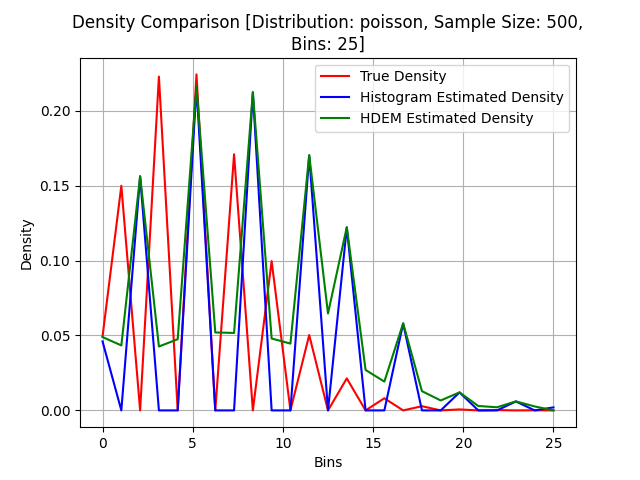 Density Comparison [Distribution: poisson, Sample Size: 500,
Bins: 25]
True Density
Histogram Estimated Density
HDEM Estimated Density
Density
0.20
0.15
0.10
0.05
0.00
0 5 10 15 20 25
Bins